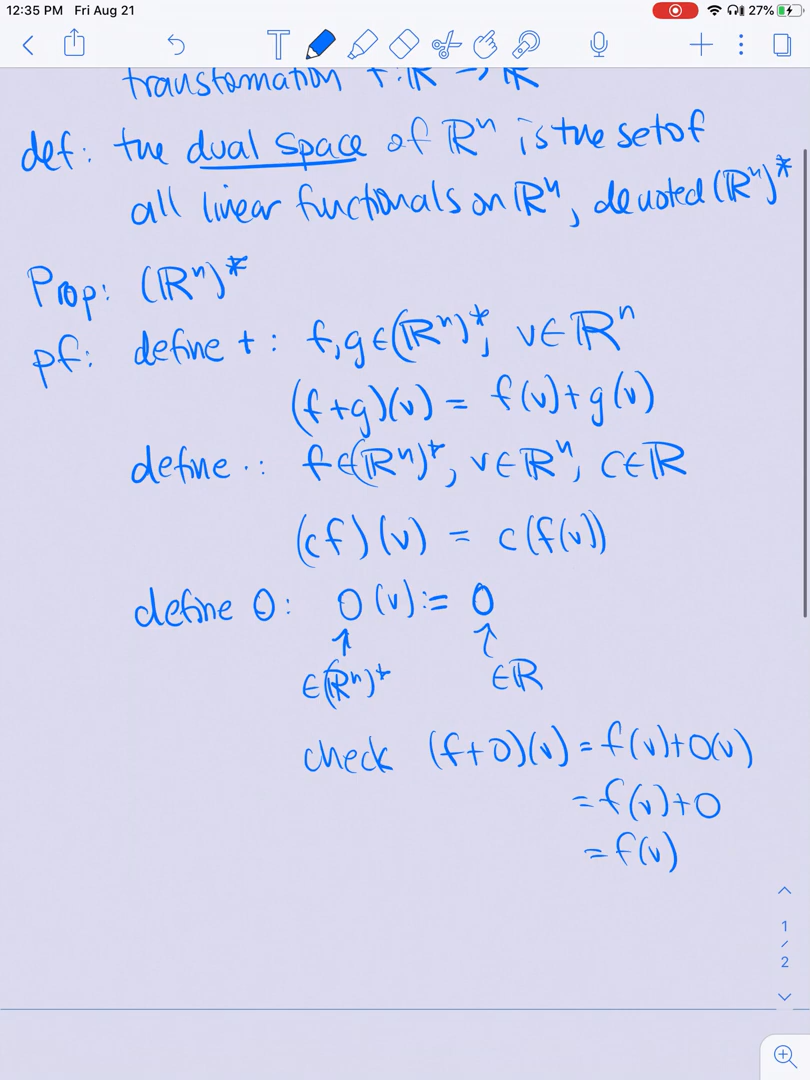 12:35 PM Fri Aug 21 27%
transformation f: ℝⁿ → ℝ
def: the dual space of ℝⁿ is the set of
all linear functionals on ℝⁿ, denoted (ℝⁿ)*
Prop: (ℝⁿ)*
pf: define +: f,g ∈ (ℝⁿ)*, v ∈ ℝⁿ
(f+g)(v) = f(v)+g(v)
define ·: f ∈ (ℝⁿ)*, v ∈ ℝⁿ, c ∈ ℝ
(cf)(v) = c(f(v))
define 0: 0(v) := 0
↑ ↑
∈(ℝⁿ)* ∈ℝ
check (f+0)(v) = f(v)+0(v)
= f(v)+0
= f(v)
1
/
2